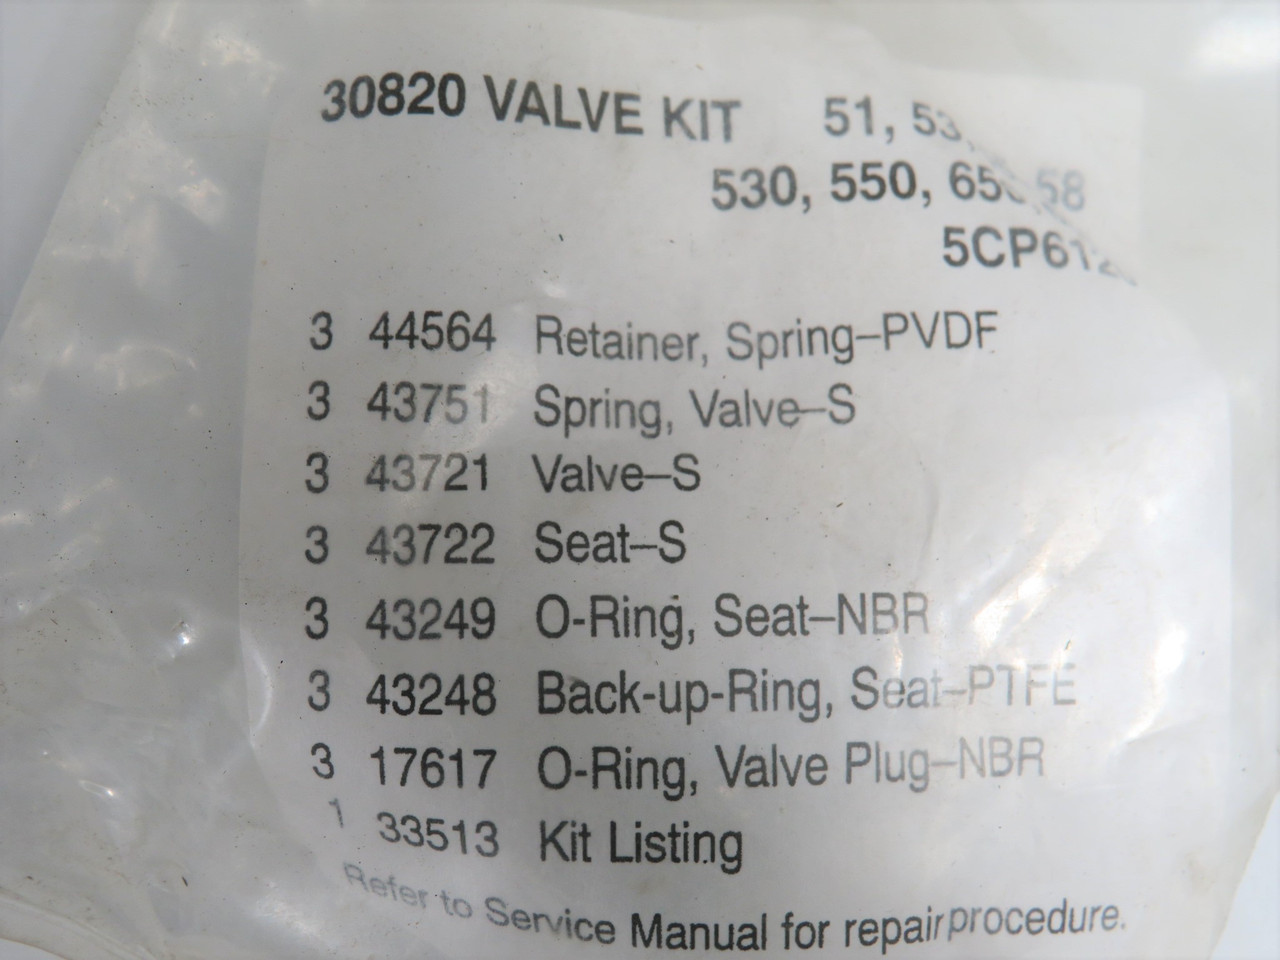 30820 VALVE KIT 51, 53,
530, 550, 58
3 44564 Retainer, Spring–PVDF
3 43751 Spring, Valve–S
3 43721 Valve–S
3 43722 Seat–S
3 43249 O-Ring, Seat–NBR
3 43248 Back-up-Ring, Seat–PTFE
3 17617 O-Ring, Valve Plug–NBR
1 33513 Kit Listing
Refer to Service Manual for repair procedure.